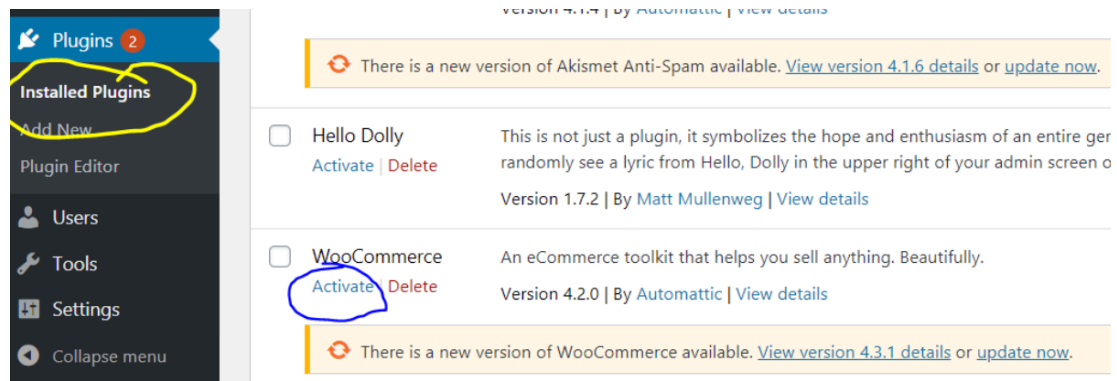 Version 4.1.4 | By Automattic | View details
Plugins 2
There is a new version of Akismet Anti-Spam available. View version 4.1.6 details or update now.
Installed Plugins
Add New
Plugin Editor
Users
Tools
Settings
Collapse menu
Hello Dolly
Activate | Delete
This is not just a plugin, it symbolizes the hope and enthusiasm of an entire ger
randomly see a lyric from Hello, Dolly in the upper right of your admin screen o
Version 1.7.2 | By Matt Mullenweg | View details
WooCommerce
Activate Delete
An eCommerce toolkit that helps you sell anything. Beautifully.
Version 4.2.0 | By Automattic | View details
There is a new version of WooCommerce available. View version 4.3.1 details or update now.